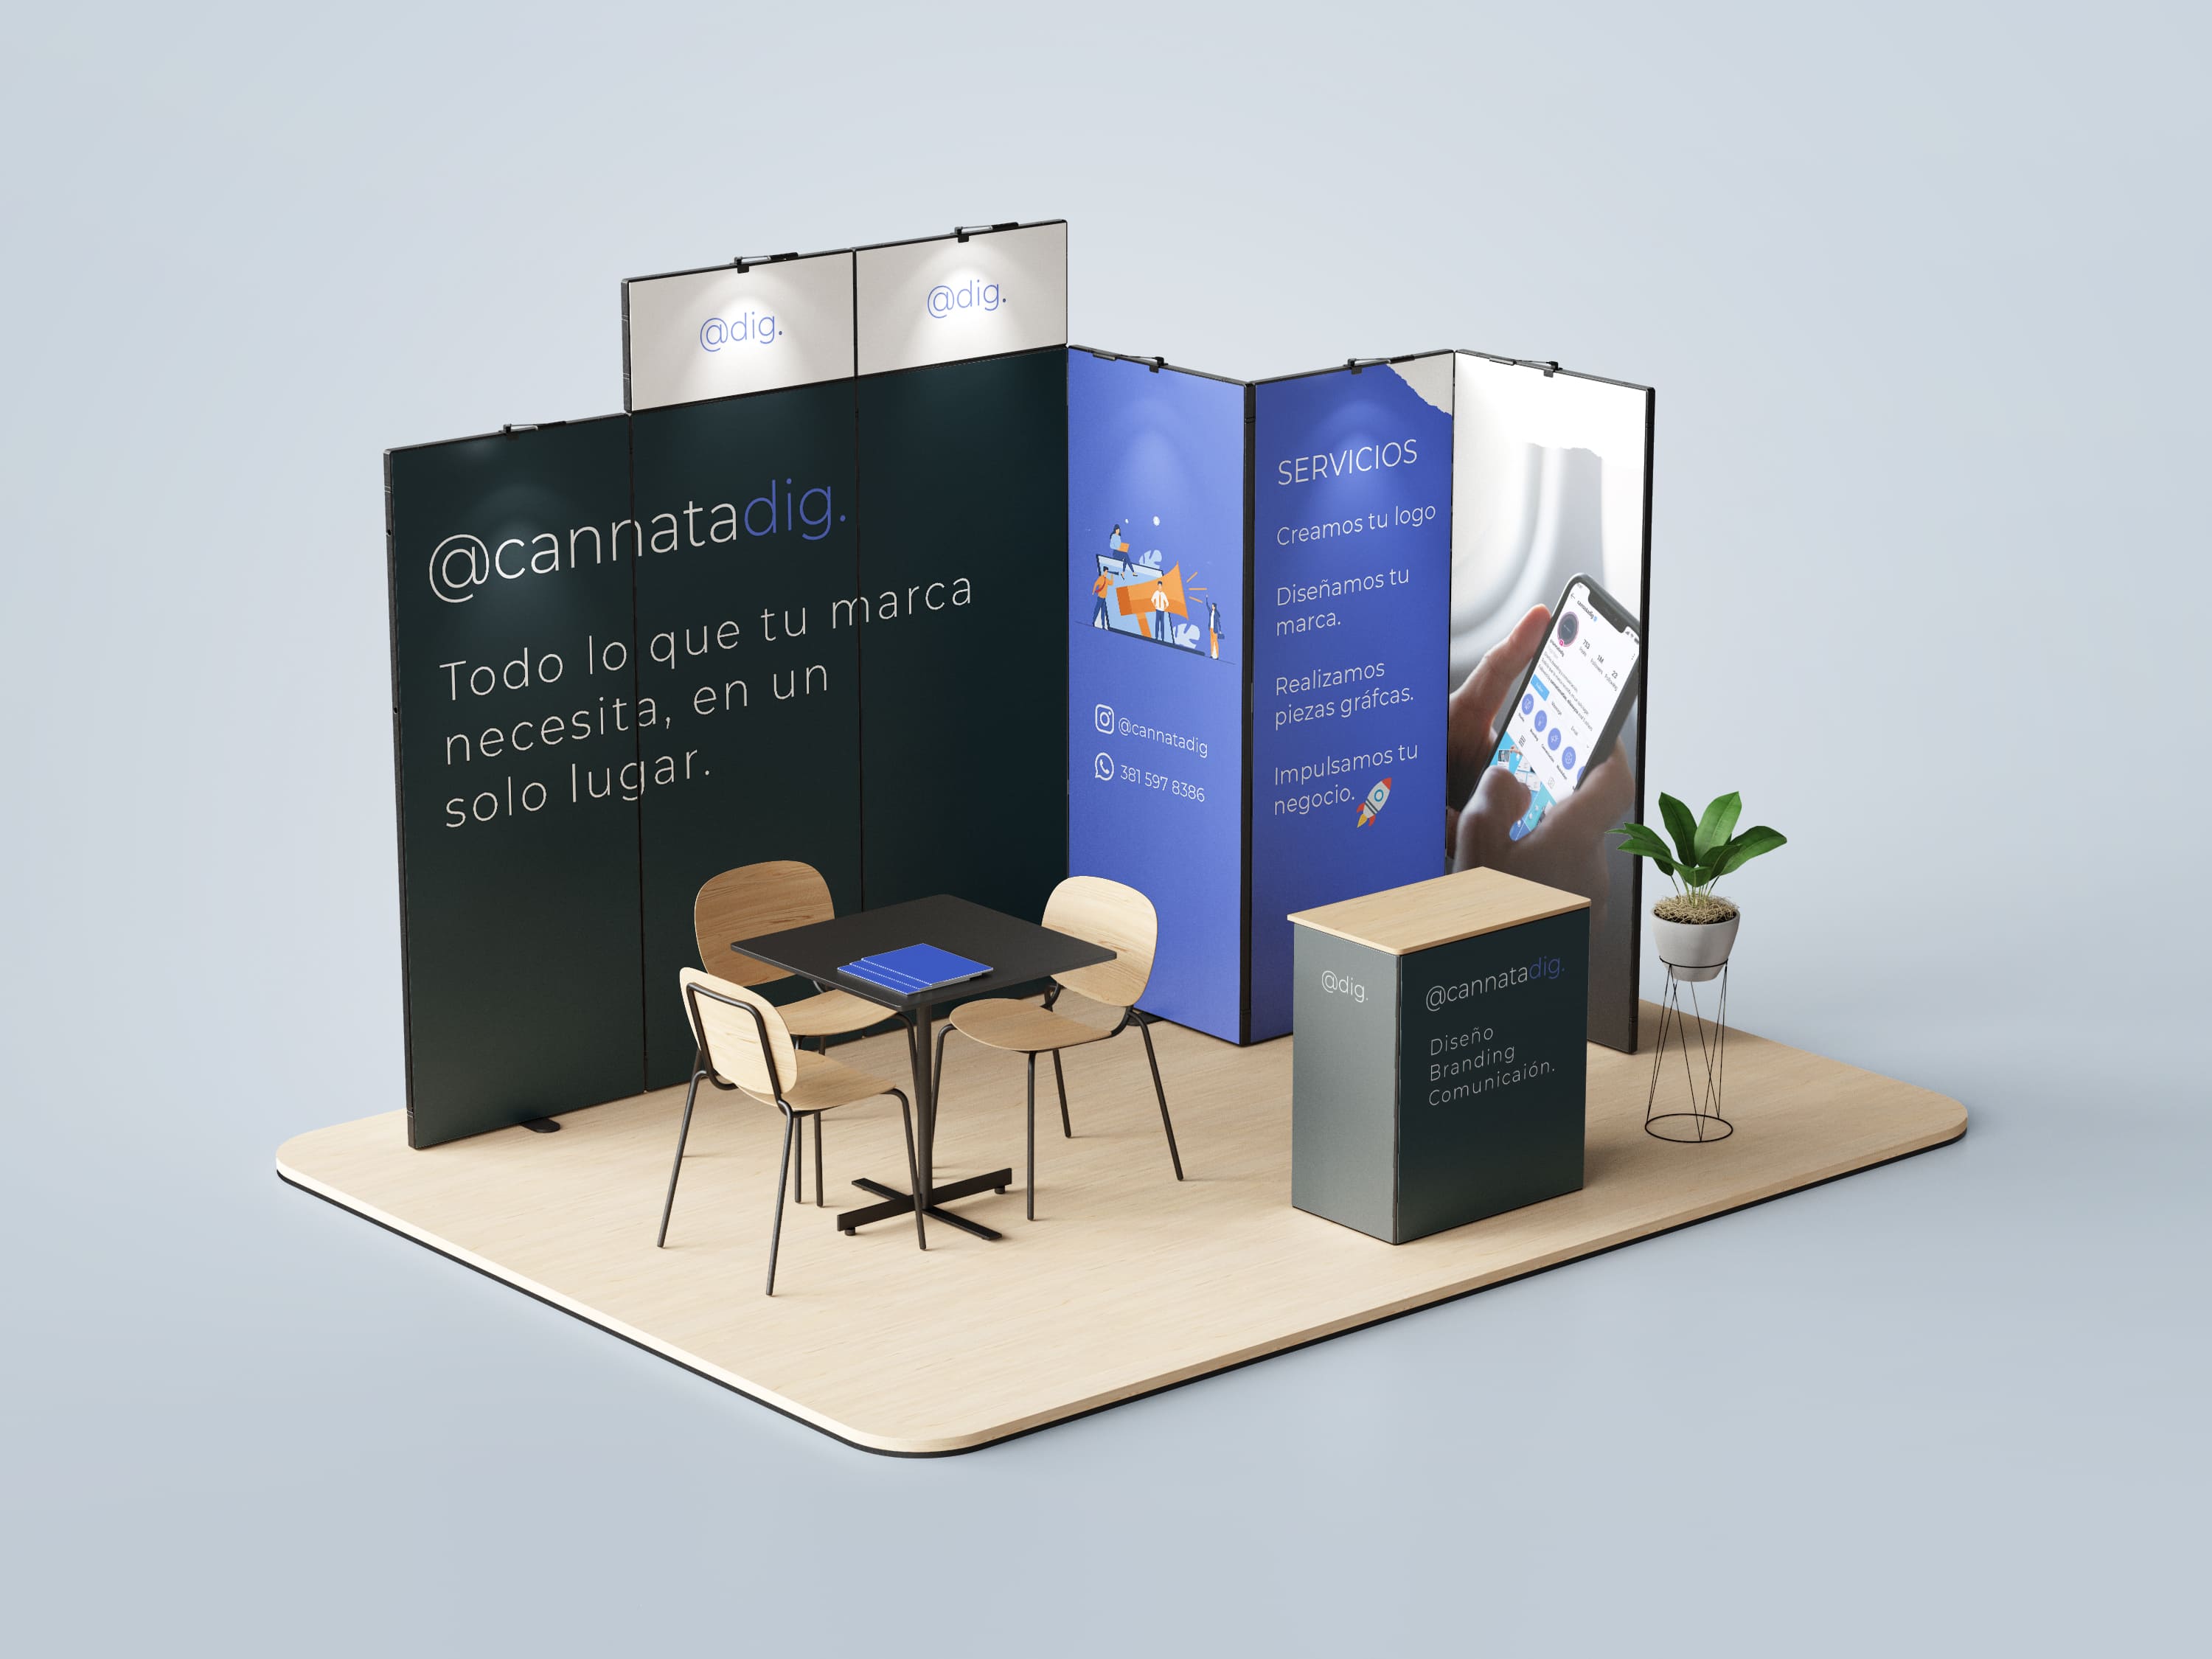 @dig.
@dig.
@cannatadig.
Todo lo que tu marca
necesita, en un
solo lugar.
@cannatadig
381 597 8386
SERVICIOS
Creamos tu logo
Diseñamos tu
marca.
Realizamos
piezas gráfcas.
Impulsamos tu
negocio.
@dig.
@cannatadig.
Diseño
Branding
Comunicaión.